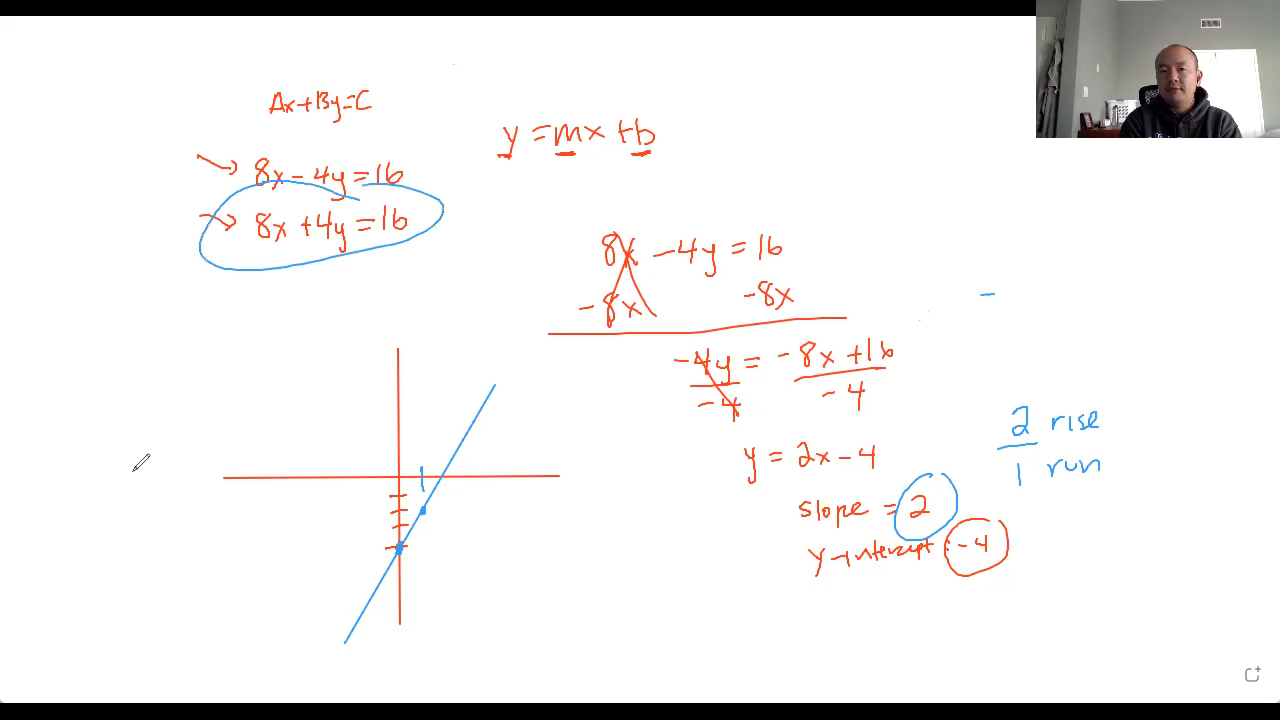 Ax+By=C
y=mx+b
8x-4y=16
8x+4y=16
8x-4y=16
-8x -8x
-4y = -8x+16
-4 -4
y = 2x-4
slope = 2
y-intercept : -4
2 rise
1 run
1
-